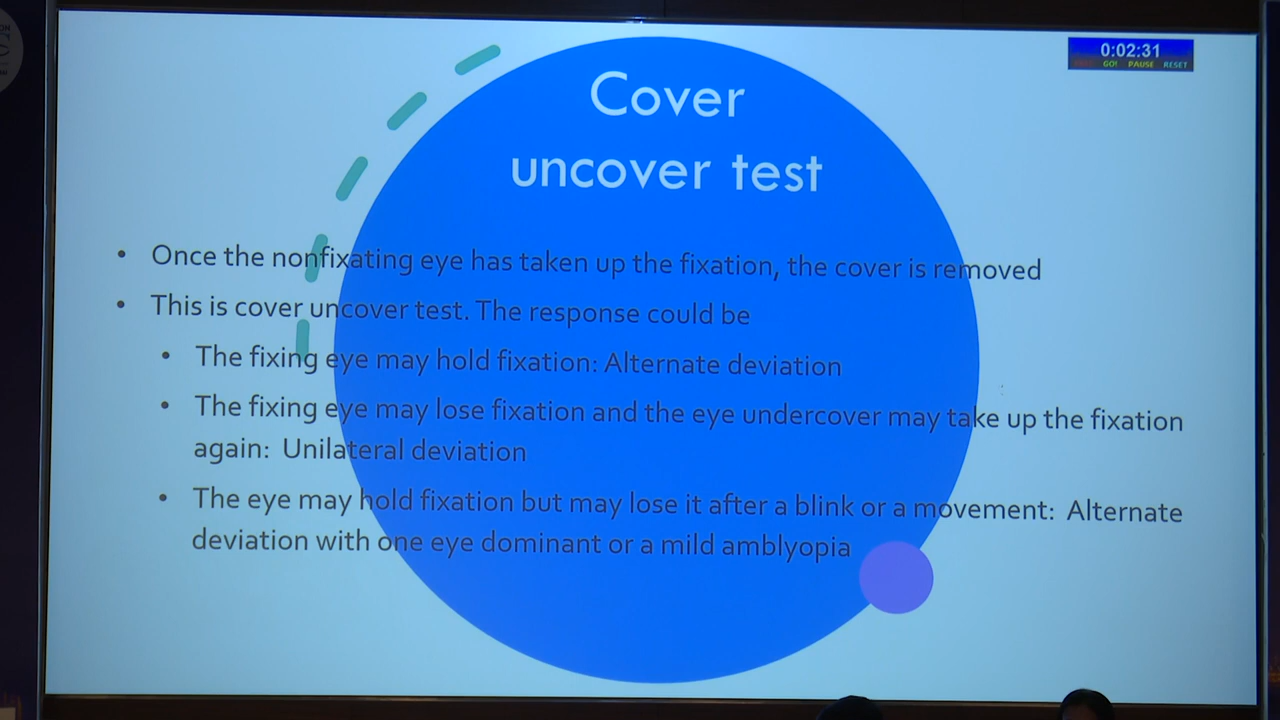 0:02:31
GO! PAUSE RESET
Cover
uncover test
• Once the nonfixating eye has taken up the fixation, the cover is removed
• This is cover uncover test. The response could be
• The fixing eye may hold fixation: Alternate deviation
• The fixing eye may lose fixation and the eye undercover may take up the fixation
again: Unilateral deviation
• The eye may hold fixation but may lose it after a blink or a movement: Alternate
deviation with one eye dominant or a mild amblyopia